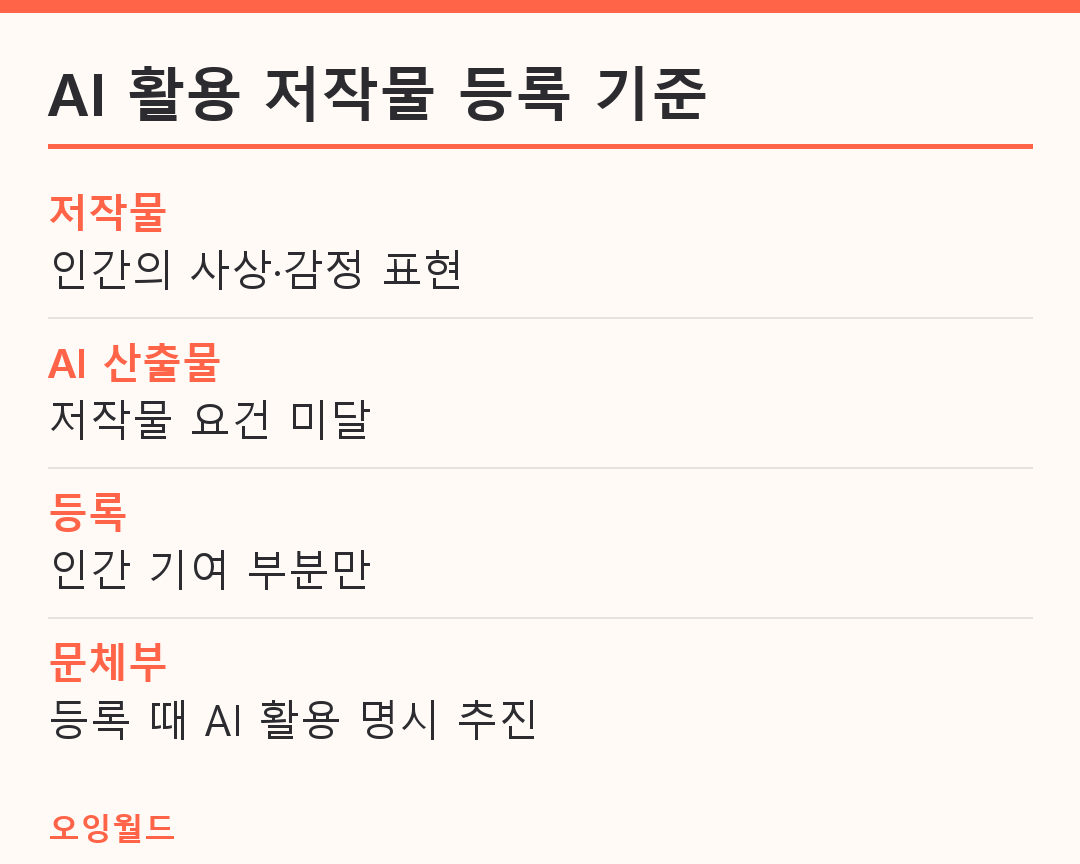 AI 활용 저작물 등록 기준
저작물
인간의 사상·감정 표현
AI 산출물
저작물 요건 미달
등록
인간 기여 부분만
문체부
등록 때 AI 활용 명시 추진
오잉월드